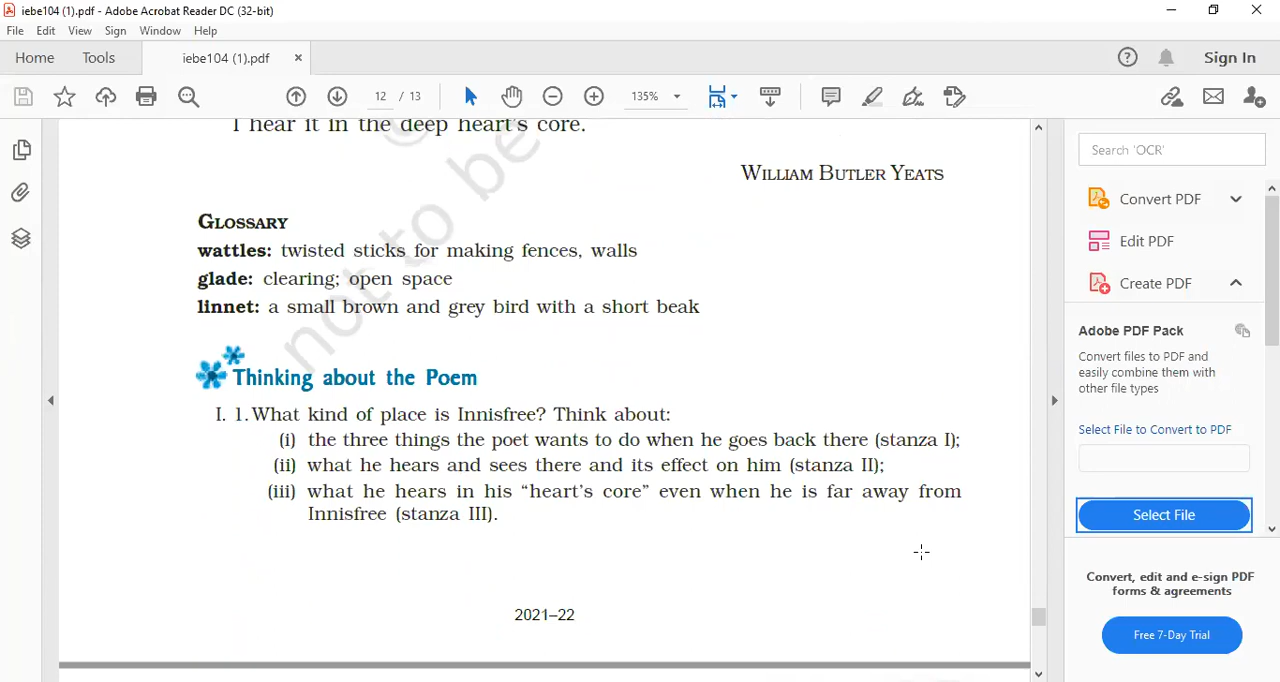 iebe104 (1).pdf - Adobe Acrobat Reader DC (32-bit)
File Edit View Sign Window Help
Home Tools iebe104 (1).pdf × Sign In
12 / 13 135%
I hear it in the deep heart's core.
WILLIAM BUTLER YEATS
GLOSSARY
wattles: twisted sticks for making fences, walls
glade: clearing; open space
linnet: a small brown and grey bird with a short beak
not to be
Thinking about the Poem
I. 1. What kind of place is Innisfree? Think about:
(i) the three things the poet wants to do when he goes back there (stanza I);
(ii) what he hears and sees there and its effect on him (stanza II);
(iii) what he hears in his “heart's core” even when he is far away from
Innisfree (stanza III).
2021–22
Search 'OCR'
Convert PDF
Edit PDF
Create PDF
Adobe PDF Pack
Convert files to PDF and
easily combine them with
other file types
Select File to Convert to PDF
Select File
Convert, edit and e-sign PDF
forms & agreements
Free 7-Day Trial